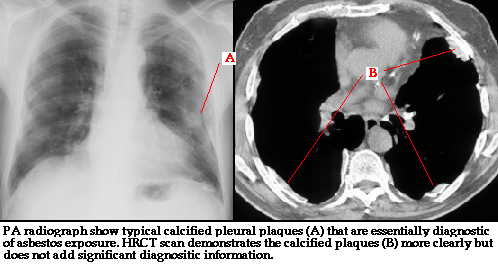 A
B
PA radiograph show typical calcified pleural plaques (A) that are essentially diagnostic
of asbestos exposure. HRCT scan demonstrates the calcified plaques (B) more clearly but
does not add significant diagnositic information.